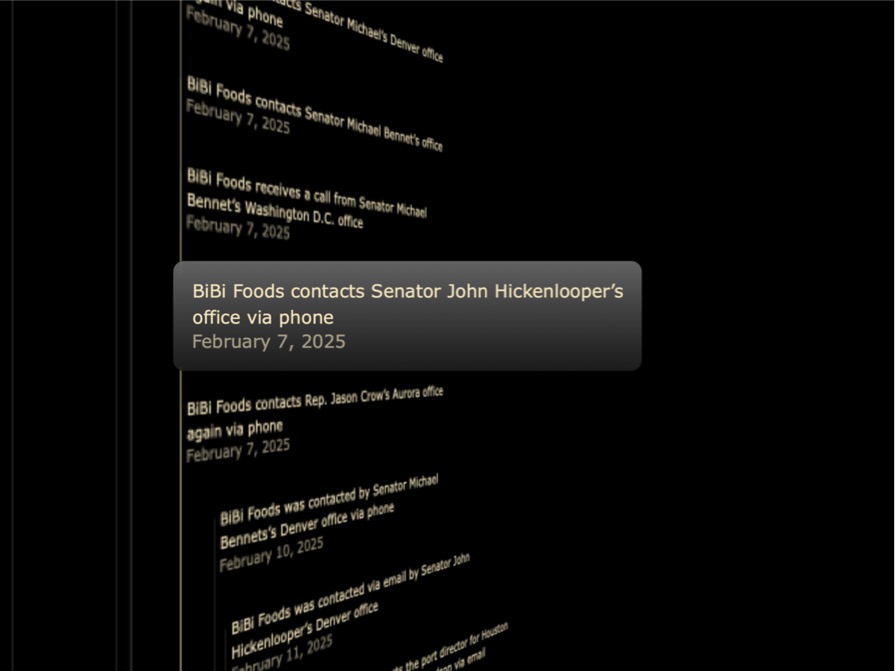 via phone
Senator Michael's Denver office
February 7, 2025
BiBi Foods contacts Senator Michael Bennet's office
February 7, 2025
BiBi Foods receives a call from Senator Michael
Bennet's Washington D.C. office
February 7, 2025
BiBi Foods contacts Senator John Hickenlooper’s
office via phone
February 7, 2025
BiBi Foods contacts Rep. Jason Crow's Aurora office
again via phone
February 7, 2025
BiBi Foods was contacted by Senator Michael
Bennets's Denver office via phone
February 10, 2025
BiBi Foods was contacted via email by Senator John
Hickenlooper's Denver office
February 11, 2025
the port director for Houston
via email